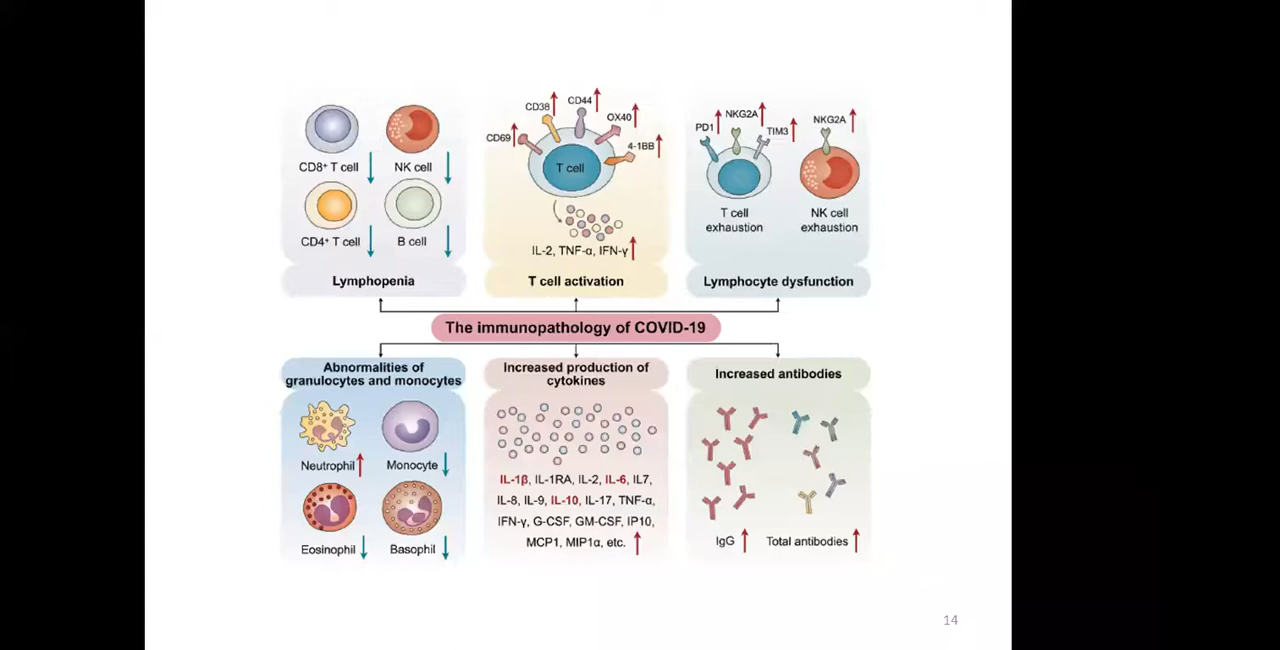 CD8⁺ T cell
NK cell
CD4⁺ T cell
B cell
Lymphopenia
CD69
CD38
CD44
OX40
4-1BB
T cell
IL-2, TNF-α, IFN-γ
T cell activation
PD1
NKG2A
TIM3
NKG2A
T cell
exhaustion
NK cell
exhaustion
Lymphocyte dysfunction
The immunopathology of COVID-19
Abnormalities of
granulocytes and monocytes
Neutrophil
Monocyte
Eosinophil
Basophil
Increased production of
cytokines
IL-1β, IL-1RA, IL-2, IL-6, IL7,
IL-8, IL-9, IL-10, IL-17, TNF-α,
IFN-γ, G-CSF, GM-CSF, IP10,
MCP1, MIP1α, etc.
Increased antibodies
IgG
Total antibodies
14